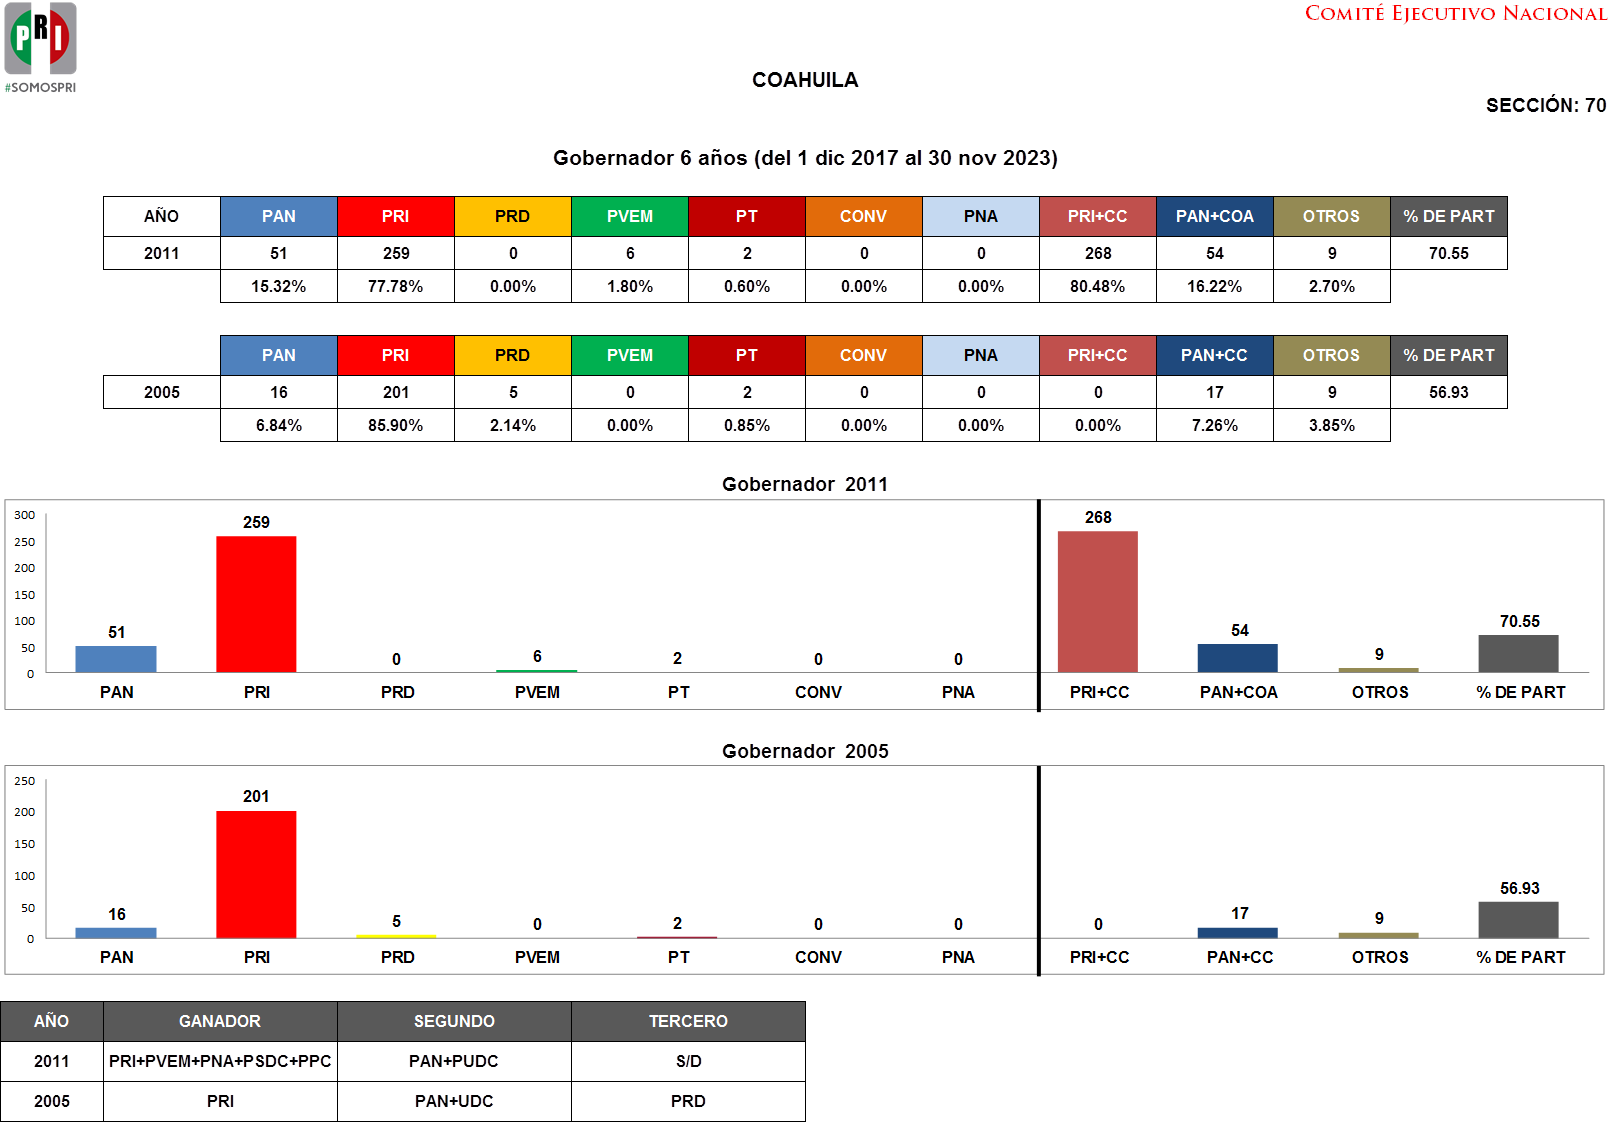 PRI
#SOMOSPRI
COMITÉ EJECUTIVO NACIONAL
COAHUILA
SECCIÓN: 70
Gobernador 6 años (del 1 dic 2017 al 30 nov 2023)
AÑO PAN PRI PRD PVEM PT CONV PNA PRI+CC PAN+COA OTROS % DE PART
2011 51 259 0 6 2 0 0 268 54 9 70.55
15.32% 77.78% 0.00% 1.80% 0.60% 0.00% 0.00% 80.48% 16.22% 2.70%
PAN PRI PRD PVEM PT CONV PNA PRI+CC PAN+CC OTROS % DE PART
2005 16 201 5 0 2 0 0 0 17 9 56.93
6.84% 85.90% 2.14% 0.00% 0.85% 0.00% 0.00% 0.00% 7.26% 3.85%
Gobernador 2011
300
250
200
150
100
50
0
51 259 0 6 2 0 0 268 54 9 70.55
PAN PRI PRD PVEM PT CONV PNA PRI+CC PAN+COA OTROS % DE PART
Gobernador 2005
250
200
150
100
50
0
16 201 5 0 2 0 0 0 17 9 56.93
PAN PRI PRD PVEM PT CONV PNA PRI+CC PAN+CC OTROS % DE PART
AÑO GANADOR SEGUNDO TERCERO
2011 PRI+PVEM+PNA+PSDC+PPC PAN+PUDC S/D
2005 PRI PAN+UDC PRD